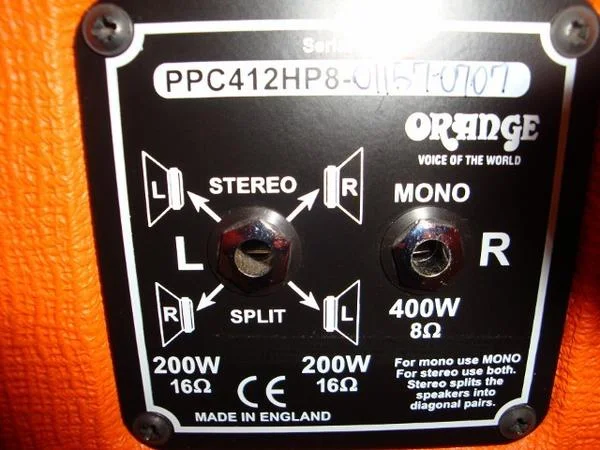 PPC412HP8-01157-0707
ORANGE
VOICE OF THE WORLD
L STEREO R MONO
L R
R SPLIT L 400W
8Ω
200W 200W
16Ω 16Ω
For mono use MONO
For stereo use both.
Stereo splits the
speakers into
diagonal pairs.
CE
MADE IN ENGLAND